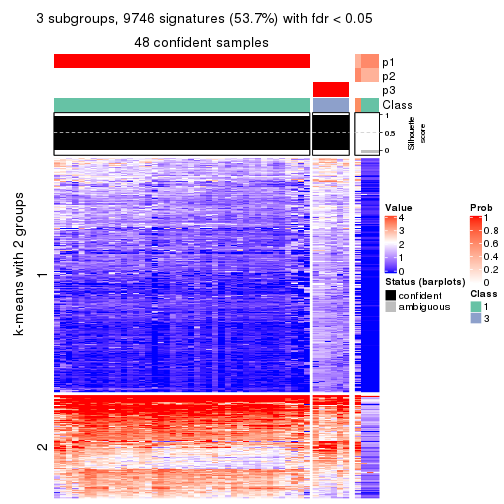 3 subgroups, 9746 signatures (53.7%) with fdr < 0.05
48 confident samples
p1
p2
p3
Class
1
0.5
0
Silhouette
score
k-means with 2 groups
1
2
Value
4
3
2
1
0
Status (barplots)
confident
ambiguous
Prob
1
0.8
0.6
0.4
0.2
0
Class
1
3